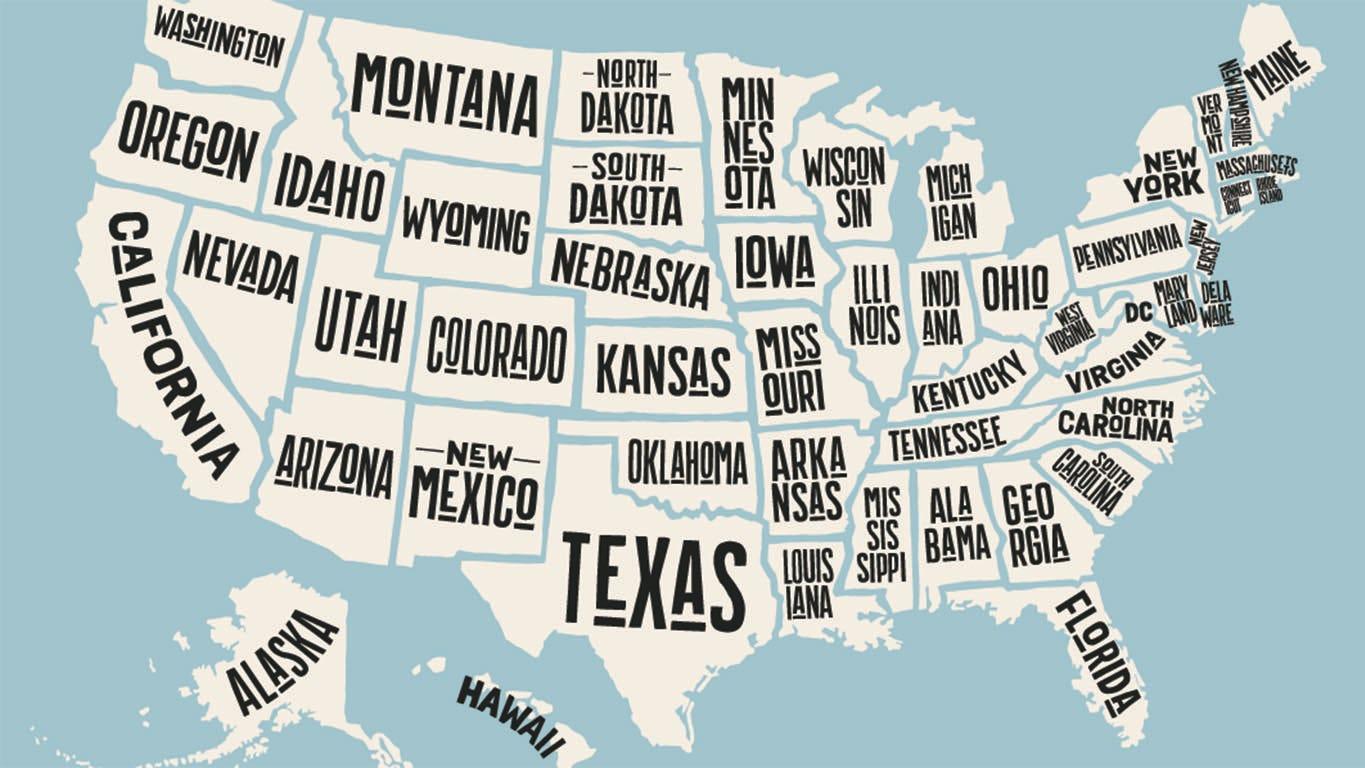 WASHINGTON
MONTANA
NORTH
DAKOTA
MIN
NES
OTA
MAINE
NEW HAMPSHIRE
VER
MO
NT
OREGON
IDAHO
WYOMING
SOUTH
DAKOTA
WISCON
SIN
MICH
IGAN
NEW
YORK
MASSACHUSETTS
CONNECT
ICUT
RHODE
ISLAND
CALIFORNIA
NEVADA
UTAH
COLORADO
NEBRASKA
IOWA
ILLI
NOIS
INDI
ANA
OHIO
PENNSYLVANIA
NEW
JERSEY
WEST
VIRGINIA
DC
MARY
LAND
DELA
WARE
KANSAS
MISS
OURI
KENTUCKY
VIRGINIA
ARIZONA
NEW
MEXICO
OKLAHOMA
ARKA
NSAS
TENNESSEE
NORTH
CAROLINA
SOUTH
CAROLINA
TEXAS
LOUIS
IANA
MIS
SIS
SIPPI
ALA
BAMA
GEO
RGIA
FLORIDA
ALASKA
HAWAII